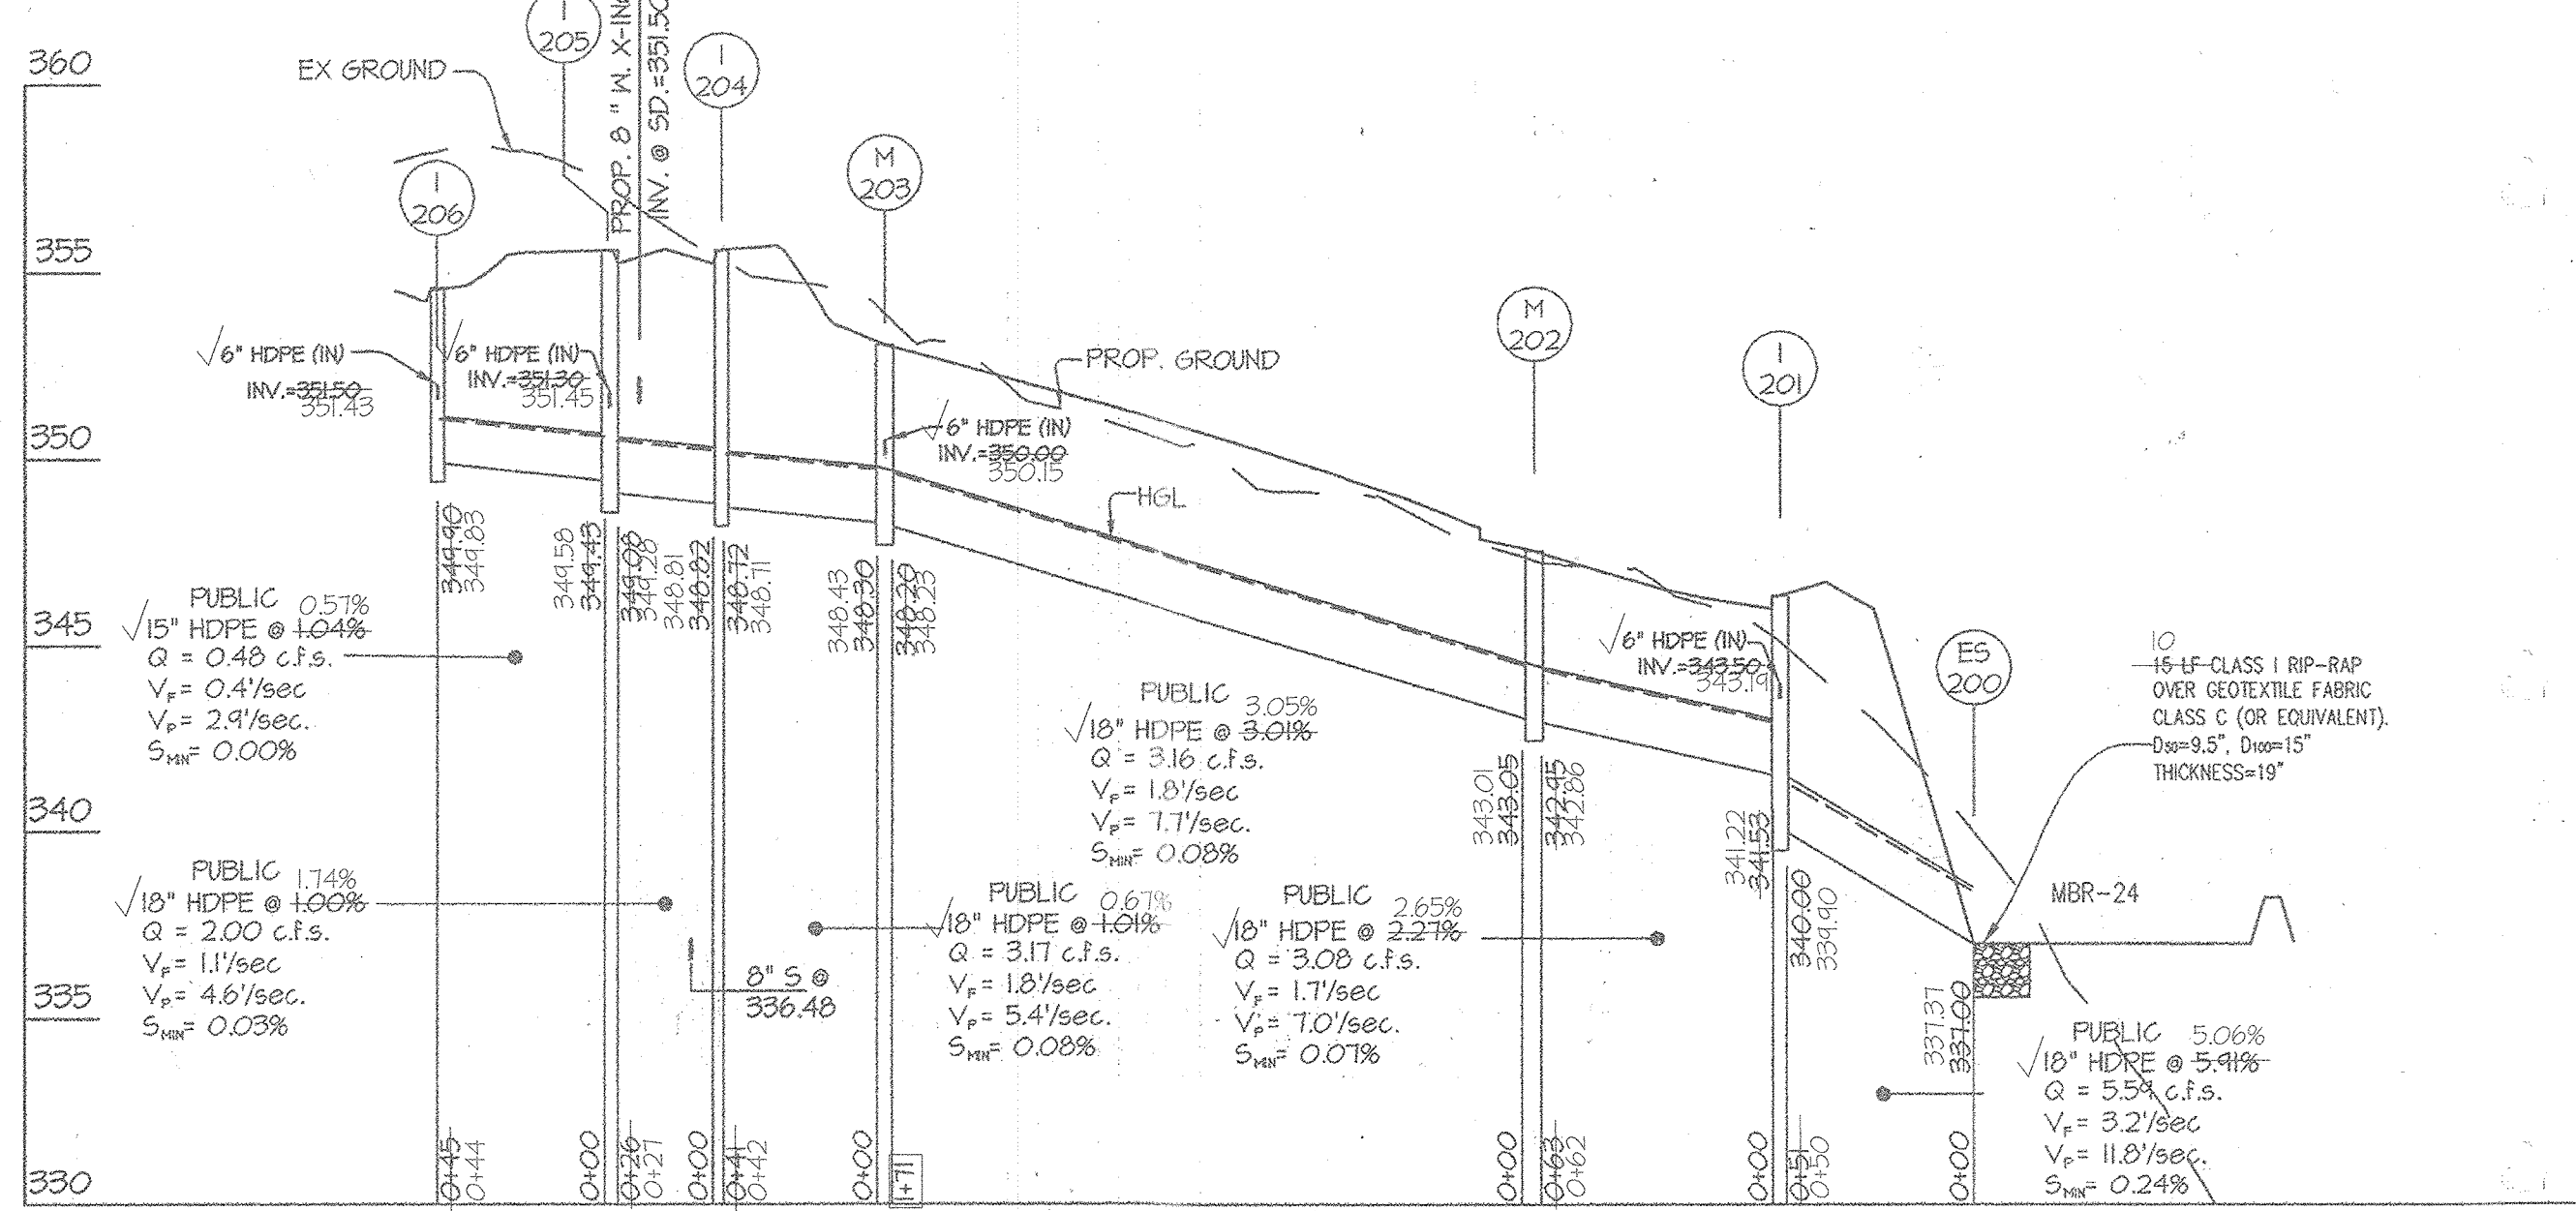 360
355
350
345
340
335
330
EX GROUND
I
205
PROP. 8" W. X-IN
INV. @ SD.=351.50
I
204
I
206
M
203
M
202
I
201
ES
200
√6" HDPE (IN)
INV.=351.50
351.43
√6" HDPE (IN)
INV.=351.30
351.45
√6" HDPE (IN)
INV.=350.00
350.15
PROP. GROUND
HGL
√6" HDPE (IN)
INV.=343.50
343.19
10
15 LF CLASS I RIP-RAP
OVER GEOTEXTILE FABRIC
CLASS C (OR EQUIVALENT).
D50=9.5", D100=15"
THICKNESS=19"
MBR-24
349.90
349.83
349.58
349.43
349.08
349.28
348.81
348.82
348.72
348.71
348.43
348.30
348.20
348.23
343.01
343.05
342.95
342.86
341.22
341.53
340.00
339.90
337.37
337.00
PUBLIC 0.57%
√15" HDPE @ 1.04%
Q = 0.48 c.f.s.
VF= 0.4'/sec
VP= 2.9'/sec.
SMIN= 0.00%
PUBLIC 1.74%
√18" HDPE @ 1.00%
Q = 2.00 c.f.s.
VF= 1.1'/sec
VP= 4.6'/sec.
SMIN= 0.03%
8" S @
336.48
PUBLIC 3.05%
√18" HDPE @ 3.01%
Q = 3.16 c.f.s.
VF= 1.8'/sec
VP= 7.7'/sec.
SMIN= 0.08%
PUBLIC 0.67%
√18" HDPE @ 1.01%
Q = 3.17 c.f.s.
VF= 1.8'/sec
VP= 5.4'/sec.
SMIN= 0.08%
PUBLIC 2.65%
√18" HDPE @ 2.27%
Q = 3.08 c.f.s.
VF= 1.7'/sec
VP= 7.0'/sec.
SMIN= 0.07%
PUBLIC 5.06%
√18" HDPE @ 5.91%
Q = 5.59 c.f.s.
VF= 3.2'/sec
VP= 11.8'/sec.
SMIN= 0.24%
0+45
0+44
0+00
0+26
0+27
0+00
0+41
0+42
0+00
1+71
0+00
0+63
0+62
0+00
0+51
0+50
0+00